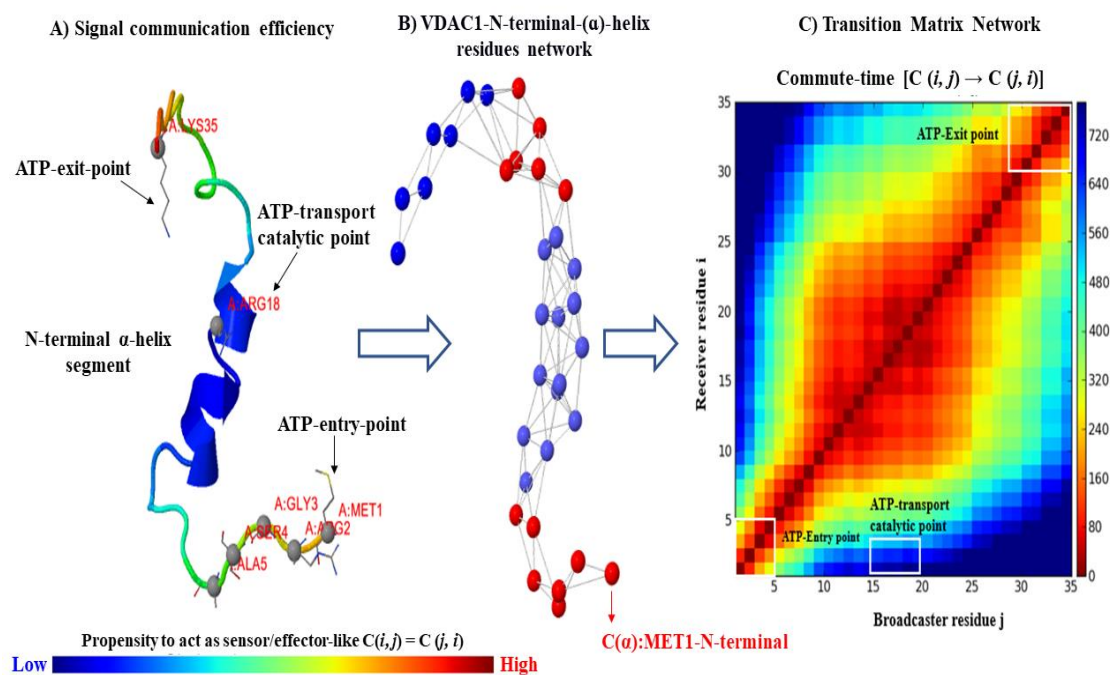 A) Signal communication efficiency
A:LYS35
ATP-exit-point
ATP-transport
catalytic point
A:ARG18
N-terminal α-helix
segment
ATP-entry-point
A:GLY3
A:MET1
A:SER4
A:ARG2
ALA5
Propensity to act as sensor/effector-like C(i, j) = C (j, i)
Low
High
B) VDAC1-N-terminal-(α)-helix
residues network
C(α):MET1-N-terminal
C) Transition Matrix Network
Commute-time [C (i, j) → C (j, i)]
Receiver residue i
35
30
25
20
15
10
5
ATP-Exit point
ATP-transport
catalytic point
ATP-Entry point
5
10
15
20
25
30
35
Broadcaster residue j
720
640
560
480
400
320
240
160
80
0